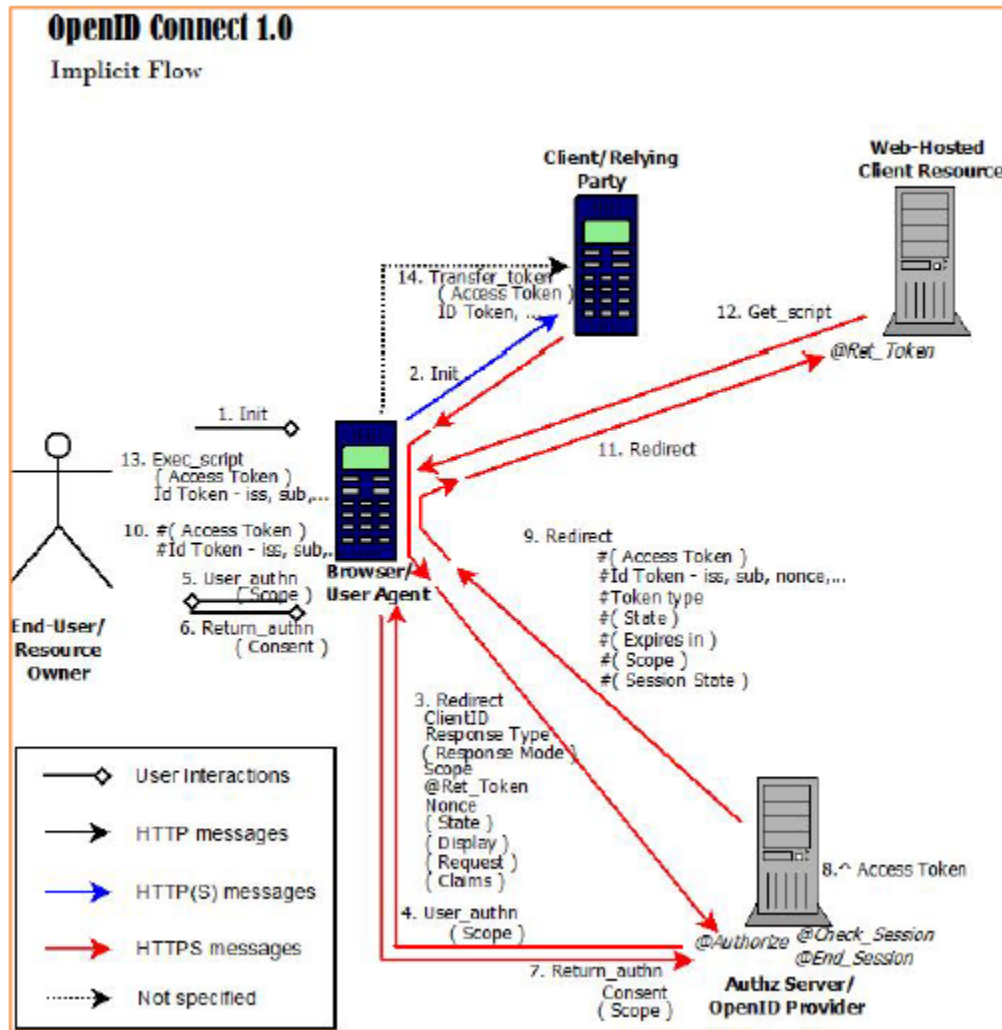 OpenID Connect 1.0
Implicit Flow
Client/Relying
Party
Web-Hosted
Client Resource
14. Transfer_token
( Access Token )
ID Token, ...
12. Get_script
@Ret_Token
2. Init
1. Init
11. Redirect
13. Exec_script
( Access Token )
Id Token - iss, sub,...
10. #( Access Token )
#Id Token - iss, sub,..
9. Redirect
#( Access Token )
#Id Token - iss, sub, nonce,...
#Token type
#( State )
#( Expires in )
#( Scope )
#( Session State )
Browser/
User Agent
5. User_authn
( Scope )
6. Return_authn
( Consent )
End-User/
Resource
Owner
3. Redirect
ClientID
Response Type
( Response Mode )
Scope
@Ret_Token
Nonce
( State )
( Display )
( Request )
( Claims )
User Interactions
HTTP messages
HTTP(S) messages
HTTPS messages
Not specified
8.^ Access Token
4. User_authn
( Scope )
@Authorize
@Check_Session
@End_Session
7. Return_authn
Consent
( Scope )
Authz Server/
OpenID Provider